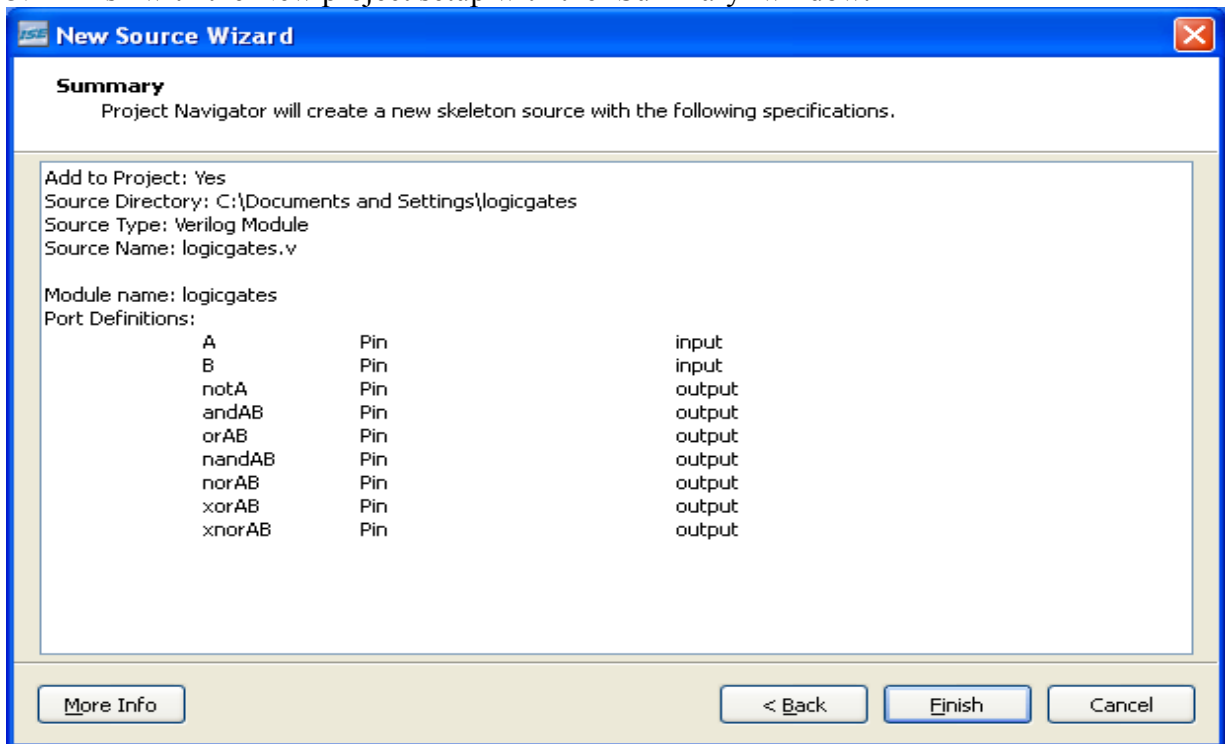 New Source Wizard
Summary
Project Navigator will create a new skeleton source with the following specifications.
Add to Project: Yes
Source Directory: C:\Documents and Settings\logicgates
Source Type: Verilog Module
Source Name: logicgates.v
Module name: logicgates
Port Definitions:
A Pin input
B Pin input
notA Pin output
andAB Pin output
orAB Pin output
nandAB Pin output
norAB Pin output
xorAB Pin output
xnorAB Pin output
More Info < Back Finish Cancel